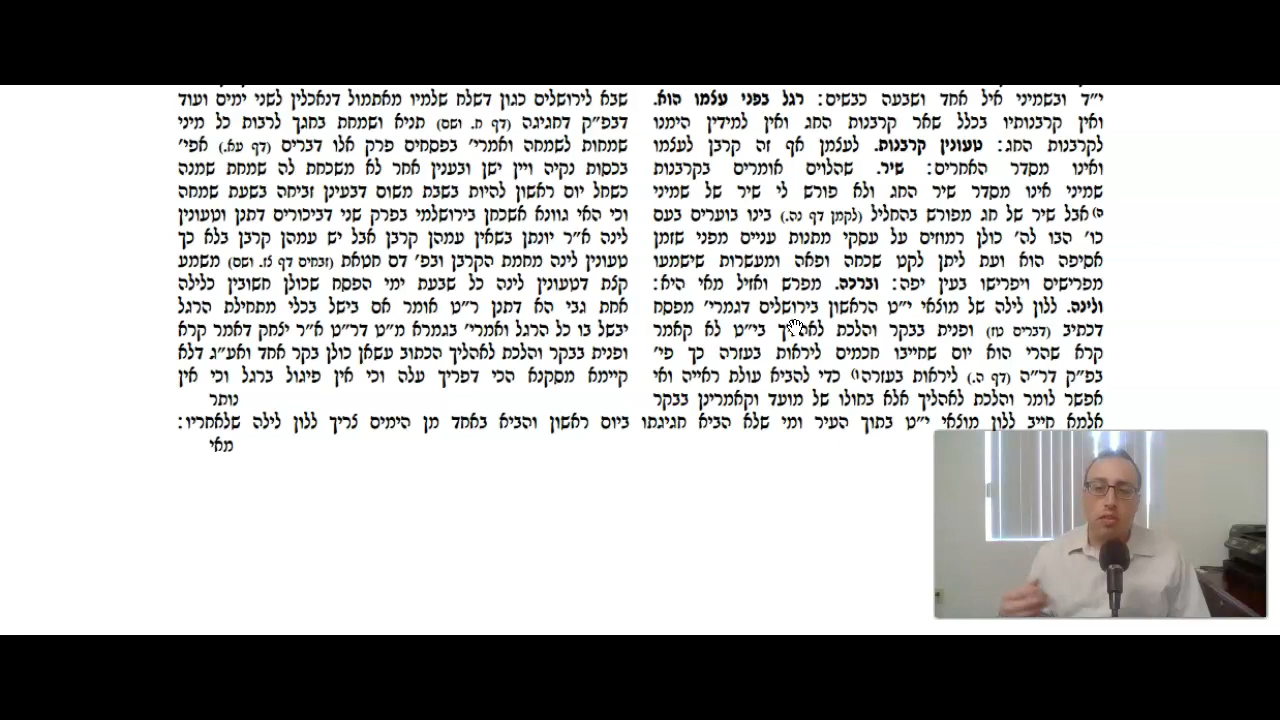 י"ד ובשמיני איל אחד ושבעה כבשים: רגל בפני עצמו הוא.
ואין קרבנותיו בכלל שאר קרבנות החג ואין למידין הימנו
לקרבנות החג: טעונין קרבנות. לעצמן אף זה קרבן לעצמו
ואינו מסדר האחרים: שיר. שהלוים אומרים בקרבנות
שמיני אינו מסדר שיר החג ולא פורש לי שיר של שמיני
ס) אבל שיר של חג מפורש בהחליל (לקמן דף נה.) בינו בוערים בעם
כו' הבו לה' כולן רמוזים על עסקי מתנות עניים מפני שזמן
אסיפה הוא ועת ליתן לקט שכחה ופאה ומעשרות שישמעו
מפרישים ויפרישו בעין יפה: וברכה. מפרש ואזיל מאי היא:
ולינה. ללון לילה של מוצאי י"ט הראשון בירושלים דגמרי' מפסח
דכתיב (דברים טז) ופנית בבקר והלכת לאהליך בי"ט לא קאמר
קרא שהרי הוא יום שחייבו חכמים ליראות בעזרה כך פי'
בפ"ק דר"ה (דף ה.) ליראות בעזרה ו) כדי להביא עולת ראייה ואי
אפשר לומר והלכת לאהליך אלא בחולו של מועד וקאמרינן בבקר
שבא לירושלים כגון דשלח שלמיו מאתמול דנאכלין לשני ימים ועוד
דבפ"ק דחגיגה (דף ח. ושם) תניא ושמחת בחגך לרבות כל מיני
שמחות לשמחה ואמרי' בפסחים פרק אלו דברים (דף עא.) אפי'
בכסות נקיה ויין ישן ובענין אחר לא משכחת לה שמחת שמנה
כשחל יום ראשון להיות בשבת משום דבעינן זביחה בשעת שמחה
וכי האי גוונא אשכחן בירושלמי בפרק שני דביכורים דתנן וטעונין
לינה א"ר יונתן בשאין עמהן קרבן אבל יש עמהן קרבן בלא כך
טעונין לינה מחמת הקרבן ובפ' דם חטאת (זבחים דף צז. ושם) משמע
קצת דטעונין לינה כל שבעת ימי הפסח שכולן חשובין כלילה
אחת גבי הא דתנן ר"ט אומר אם בישל בכלי מתחילת הרגל
יבשל בו כל הרגל ואמרי' בגמרא מ"ט דר"ט א"ר יצחק דאמר קרא
ופנית בבקר והלכת לאהליך הכתוב עשאן כולן בקר אחד ואע"ג דלא
קיימא מסקנא הכי דפריך עלה וכי אין פיגול ברגל וכי אין
נותר
אלמא חייב ללון מוצאי י"ט בתוך העיר ומי שלא הביא חגיגתו ביום ראשון והביא באחד מן הימים צריך ללון לילה שלאחריו:
מאי